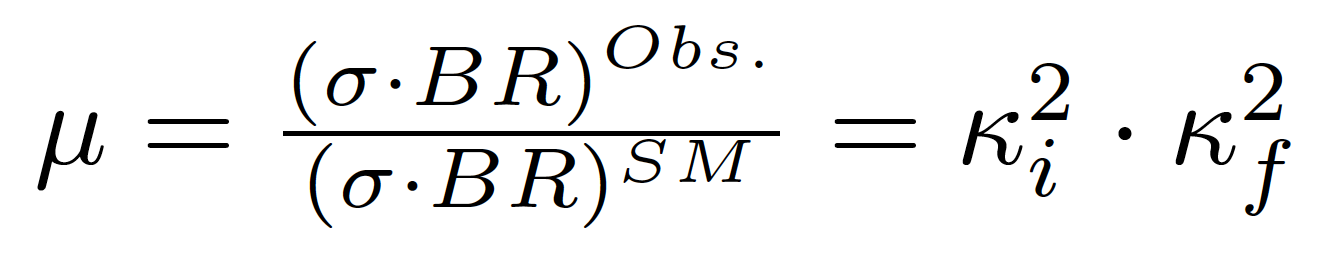 μ = (σ·BR)^{Obs.} / (σ·BR)^{SM} = κ_i^2 · κ_f^2